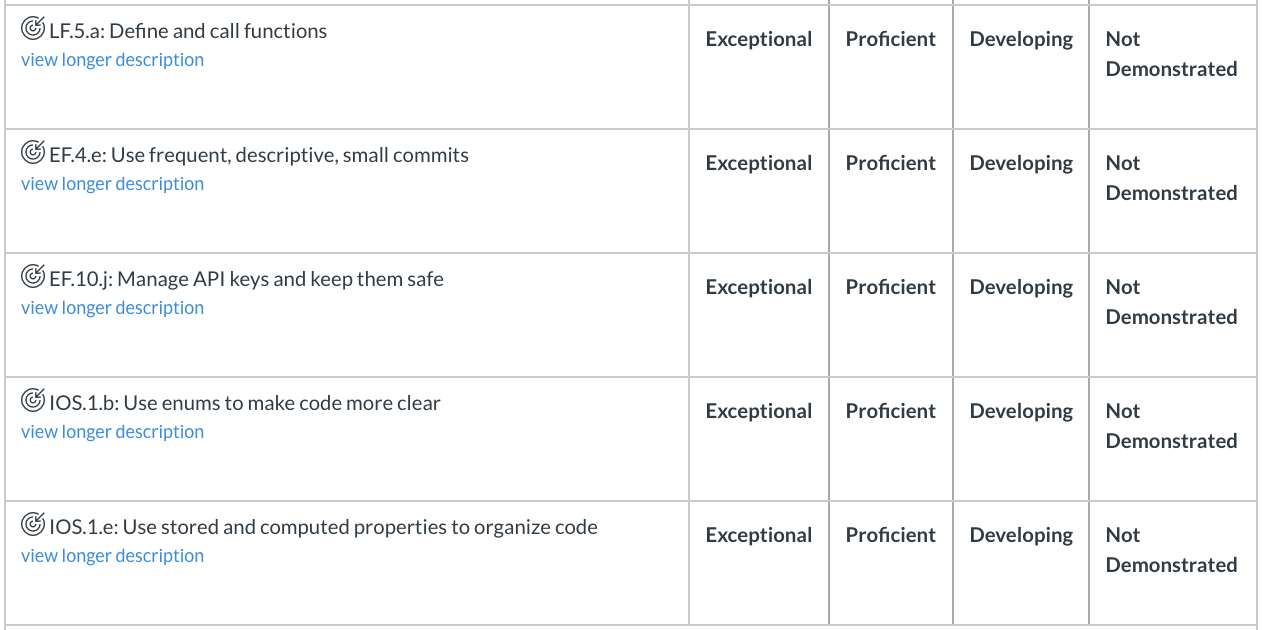 LF.5.a: Define and call functions
view longer description
Exceptional
Proficient
Developing
Not
Demonstrated
EF.4.e: Use frequent, descriptive, small commits
view longer description
Exceptional
Proficient
Developing
Not
Demonstrated
EF.10.j: Manage API keys and keep them safe
view longer description
Exceptional
Proficient
Developing
Not
Demonstrated
IOS.1.b: Use enums to make code more clear
view longer description
Exceptional
Proficient
Developing
Not
Demonstrated
IOS.1.e: Use stored and computed properties to organize code
view longer description
Exceptional
Proficient
Developing
Not
Demonstrated